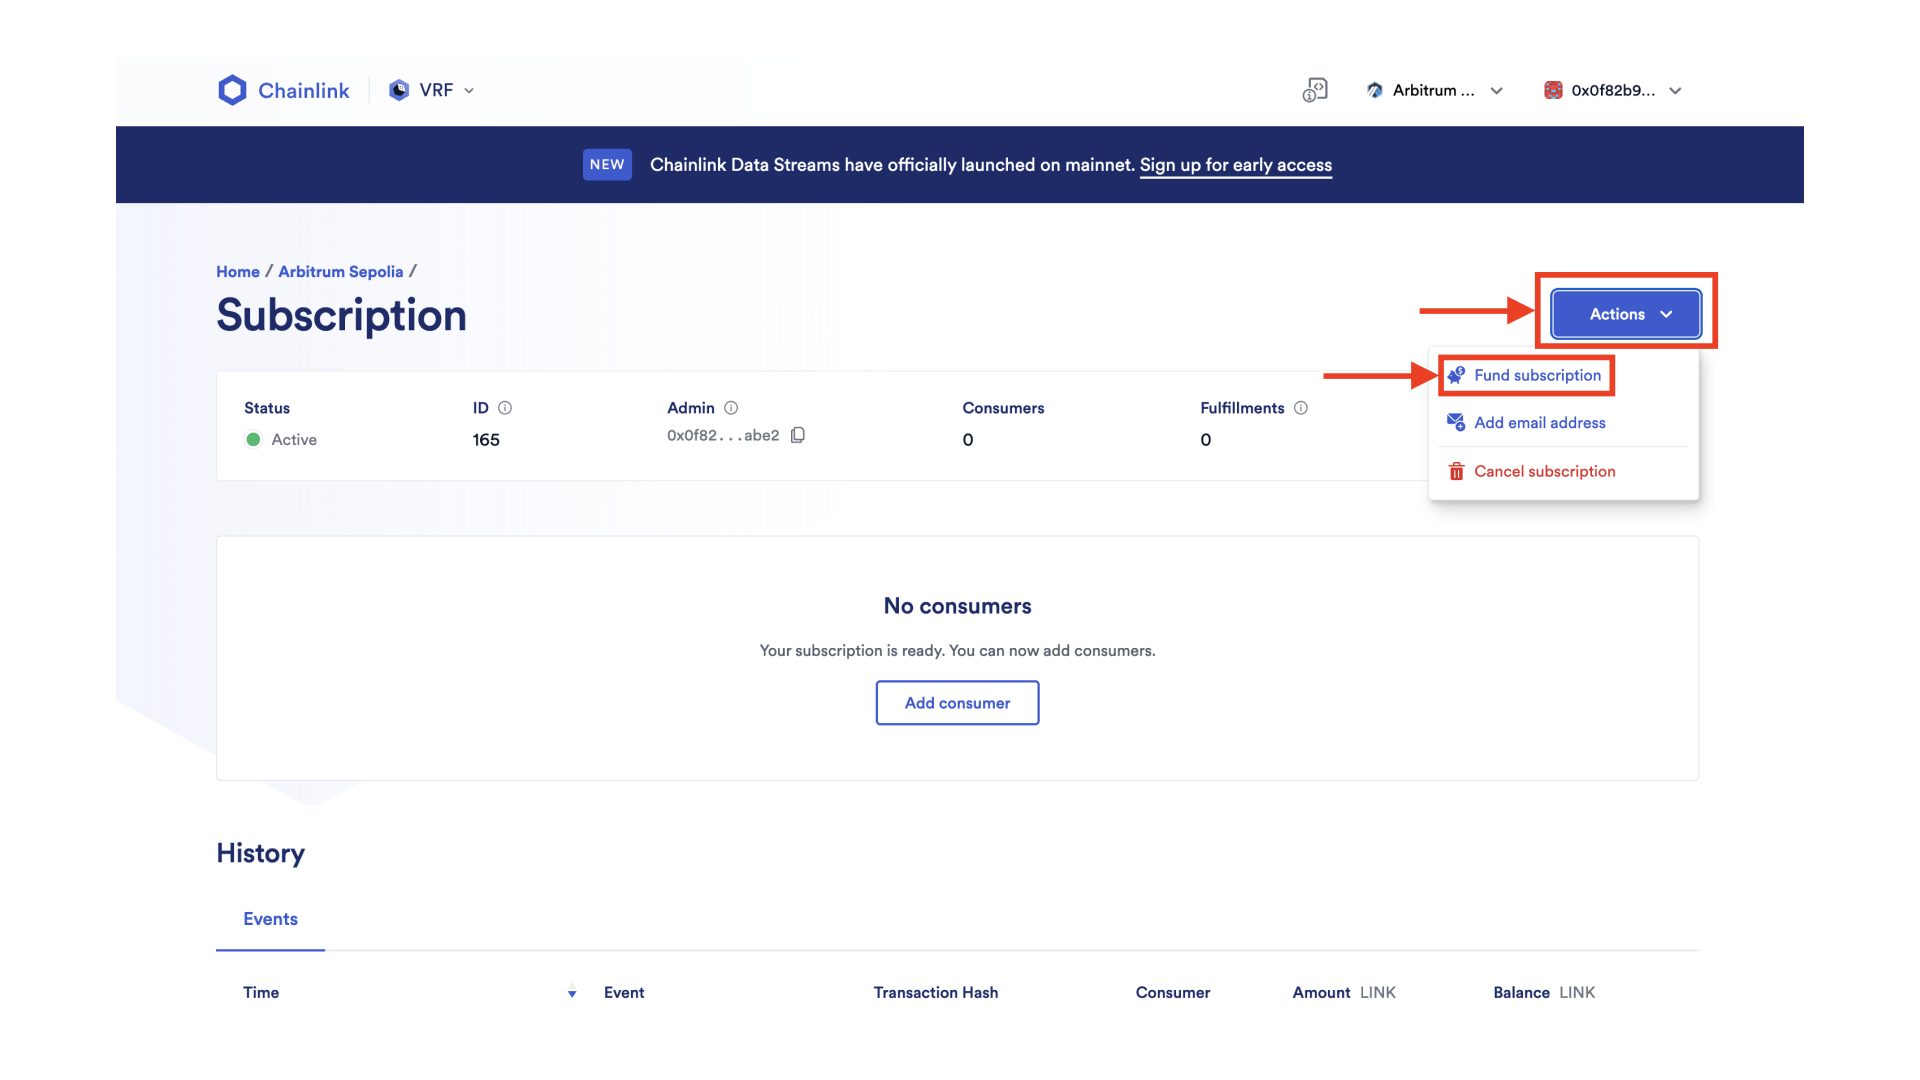 Chainlink VRF Arbitrum ... 0x0f82b9...
NEW Chainlink Data Streams have officially launched on mainnet. Sign up for early access
Home / Arbitrum Sepolia /
Subscription
Actions
Fund subscription
Add email address
Cancel subscription
Status ID Admin Consumers Fulfillments
Active 165 0x0f82...abe2 0 0
No consumers
Your subscription is ready. You can now add consumers.
Add consumer
History
Events
Time Event Transaction Hash Consumer Amount LINK Balance LINK